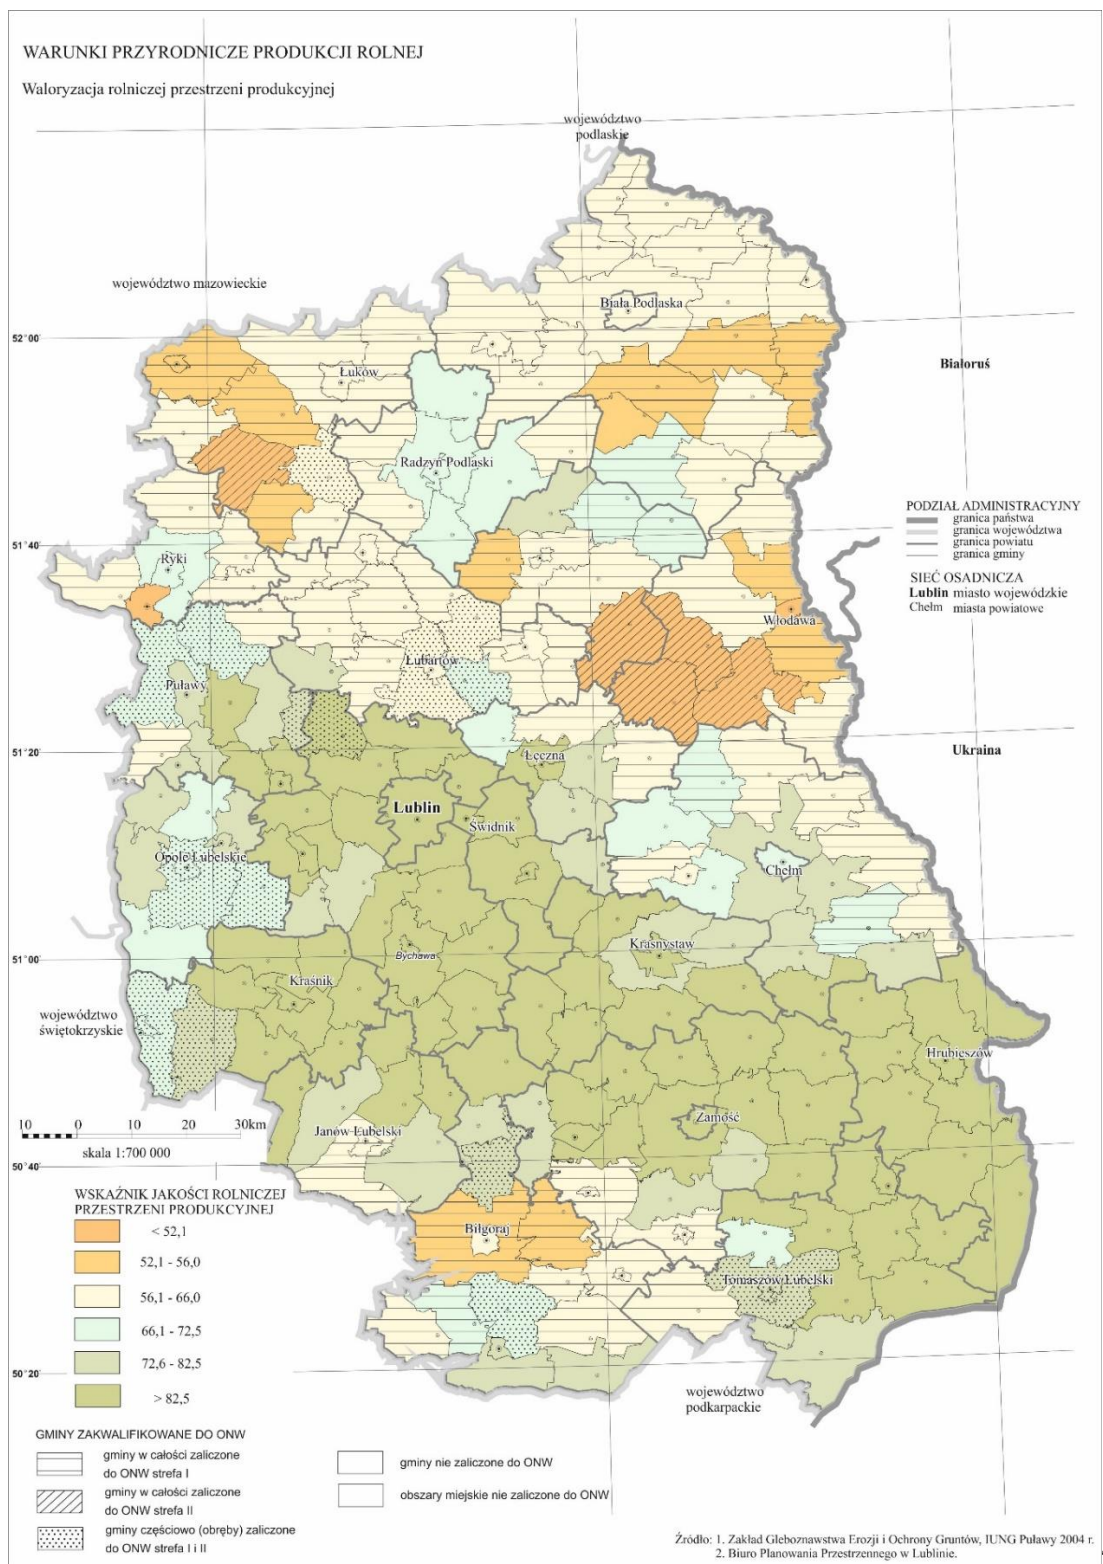 WARUNKI PRZYRODNICZE PRODUKCJI ROLNEJ
Waloryzacja rolniczej przestrzeni produkcyjnej
województwo
podlaskie
województwo mazowieckie
Biała Podlaska
52°00'
Białoruś
Łuków
Radzyń Podlaski
PODZIAŁ ADMINISTRACYJNY
granica państwa
granica województwa
granica powiatu
granica gminy
51°40'
Ryki
SIEĆ OSADNICZA
Lublin miasto wojewódzkie
Chełm miasta powiatowe
Włodawa
Lubartów
Puławy
51°20'
Łęczna
Ukraina
Lublin
Świdnik
Opole Lubelskie
Chełm
Krasnystaw
51°00'
Bychawa
Kraśnik
województwo
świętokrzyskie
Hrubieszów
10 0 10 20 30km
Janów Lubelski
Zamość
skala 1:700 000
50°40'
WSKAŹNIK JAKOŚCI ROLNICZEJ
PRZESTRZENI PRODUKCYJNEJ
< 52,1
Biłgoraj
52,1 - 56,0
56,1 - 66,0
Tomaszów Lubelski
66,1 - 72,5
72,6 - 82,5
50°20'
> 82,5
województwo
podkarpackie
GMINY ZAKWALIFIKOWANE DO ONW
gminy w całości zaliczone
do ONW strefa I
gminy nie zaliczone do ONW
gminy w całości zaliczone
do ONW strefa II
obszary miejskie nie zaliczone do ONW
gminy częściowo (obręby) zaliczone
do ONW strefa I i II
Źródło: 1. Zakład Gleboznawstwa Erozji i Ochrony Gruntów, IUNG Puławy 2004 r.
2. Biuro Planowania Przestrzennego w Lublinie.